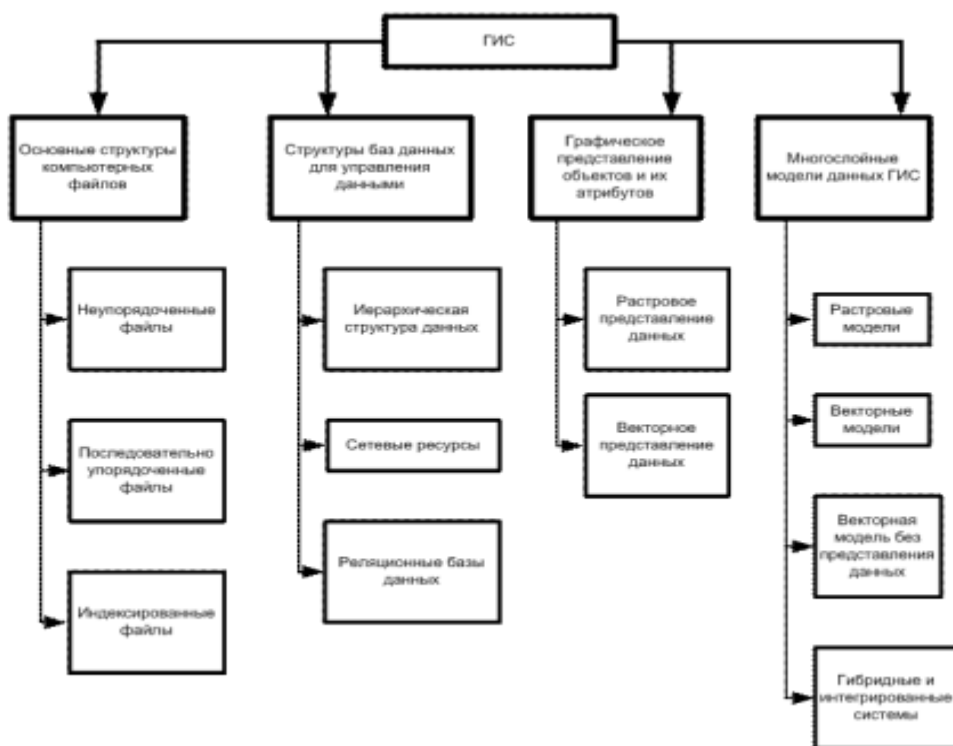 ГИС
Основные структуры
компьютерных
файлов
Неупорядоченные
файлы
Последовательно
упорядоченные
файлы
Индексированные
файлы
Структуры баз данных
для управления
данными
Иерархическая
структура данных
Сетевые ресурсы
Реляционные базы
данных
Графическое
представление
объектов и их
атрибутов
Растровое
представление
данных
Векторное
представление
данных
Многослойные
модели данных ГИС
Растровые
модели
Векторные
модели
Векторная
модель без
представления
данных
Гибридные и
интегрированные
системы